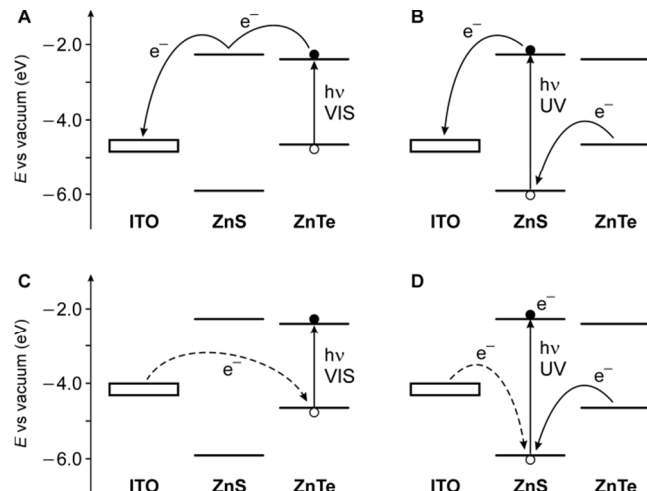 A
B
E vs vacuum (eV)
−2.0
−4.0
−6.0
e−
e−
hν
VIS
e−
hν
UV
e−
ITO
ZnS
ZnTe
ITO
ZnS
ZnTe
C
D
E vs vacuum (eV)
−2.0
−4.0
−6.0
e−
hν
VIS
e−
e−
hν
UV
e−
ITO
ZnS
ZnTe
ITO
ZnS
ZnTe